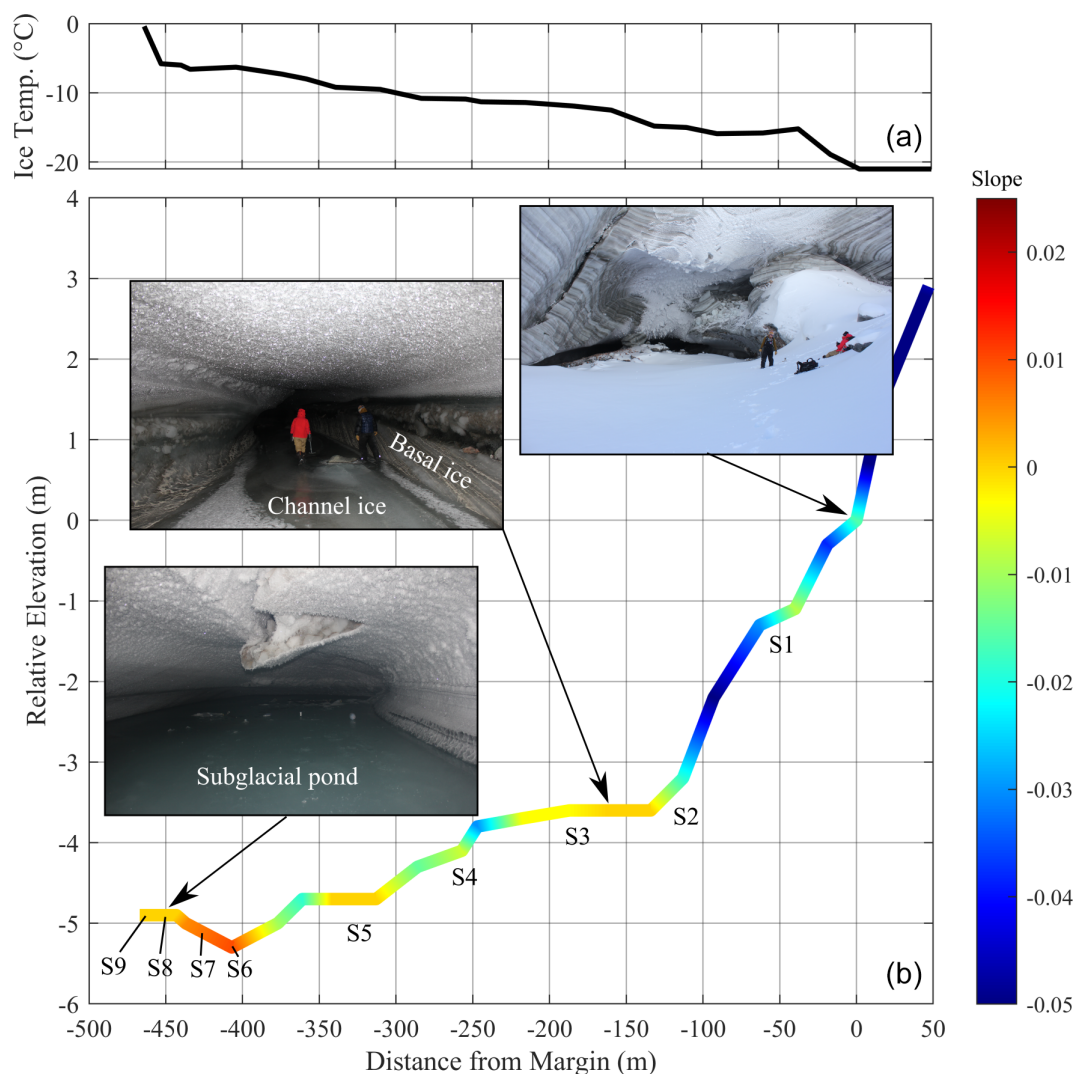 Ice Temp. (°C)
0
-10
-20
(a)
Relative Elevation (m)
4
3
2
1
0
-1
-2
-3
-4
-5
-6
Basal ice
Channel ice
Subglacial pond
S1
S2
S3
S4
S5
S6
S7
S8
S9
(b)
-500 -450 -400 -350 -300 -250 -200 -150 -100 -50 0 50
Distance from Margin (m)
Slope
0.02
0.01
0
-0.01
-0.02
-0.03
-0.04
-0.05